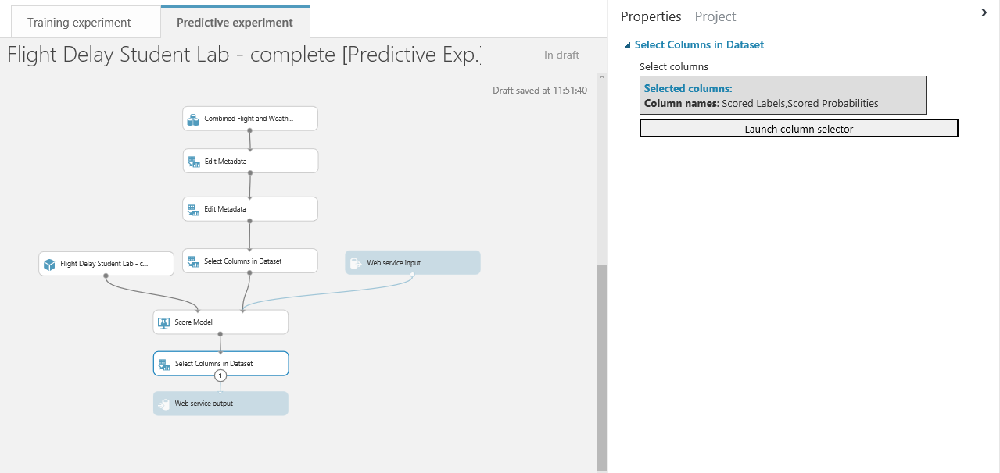 Training experiment
Predictive experiment
Flight Delay Student Lab - complete [Predictive Exp.]
In draft
Draft saved at 11:51:40
Combined Flight and Weath...
Edit Metadata
Edit Metadata
Flight Delay Student Lab - c...
Select Columns in Dataset
Web service input
Score Model
Select Columns in Dataset
1
Web service output
Properties
Project
Select Columns in Dataset
Select columns
Selected columns:
Column names: Scored Labels,Scored Probabilities
Launch column selector